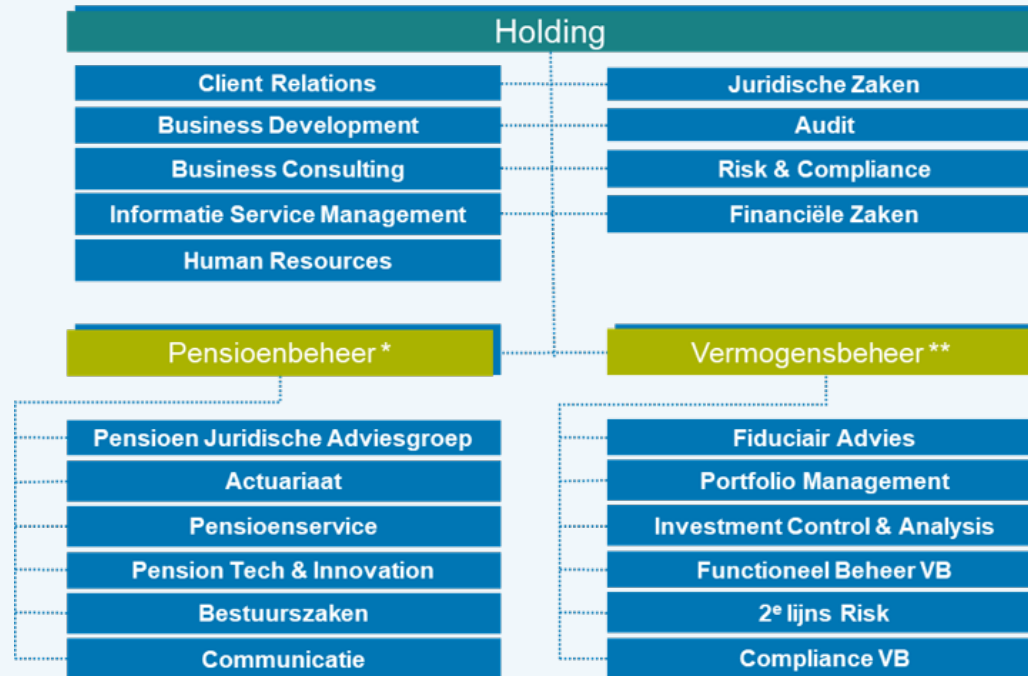 Holding
Client Relations
Business Development
Business Consulting
Informatie Service Management
Human Resources
Juridische Zaken
Audit
Risk & Compliance
Financiële Zaken
Pensioenbeheer *
Pensioen Juridische Adviesgroep
Actuariaat
Pensioenservice
Pension Tech & Innovation
Bestuurszaken
Communicatie
Vermogensbeheer **
Fiduciair Advies
Portfolio Management
Investment Control & Analysis
Functioneel Beheer VB
2e lijns Risk
Compliance VB